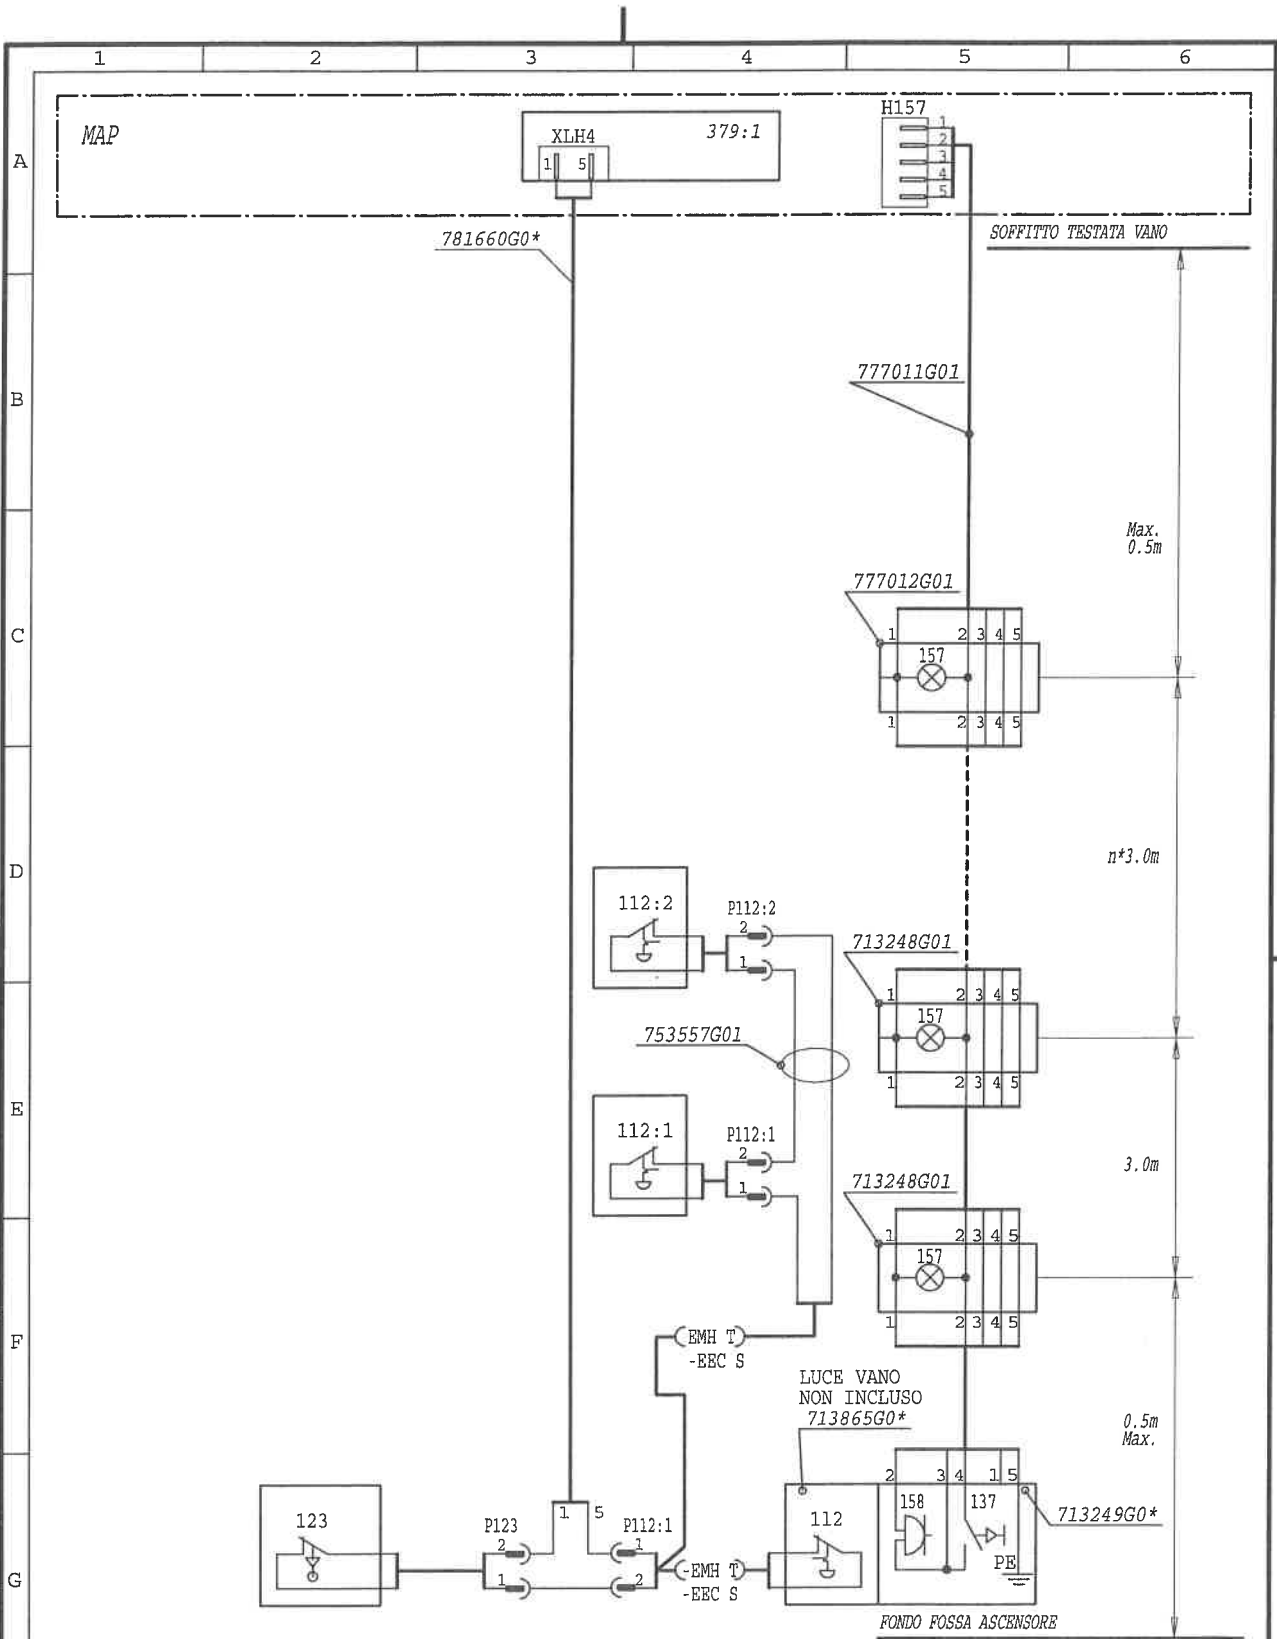 1 2 3 4 5 6
A
MAP
XLH4
379:1
1 5
H157
1
2
3
4
5
781660G0*
SOFFITTO TESTATA VANO
B
777011G01
Max.
0.5m
C
777012G01
1 2 3 4 5
157
1 2 3 4 5
D
n*3.0m
112:2
P112:2
2
1
713248G01
1 2 3 4 5
157
1 2 3 4 5
753557G01
E
112:1
P112:1
2
1
3.0m
713248G01
1 2 3 4 5
157
1 2 3 4 5
F
EMH T
-EEC S
LUCE VANO
NON INCLUSO
713865G0*
0.5m
Max.
2 3 4 1 5
G
123
P123
2
1
1 5
P112:1
1
2
-EMH T
-EEC S
112
158
137
PE
713249G0*
FONDO FOSSA ASCENSORE